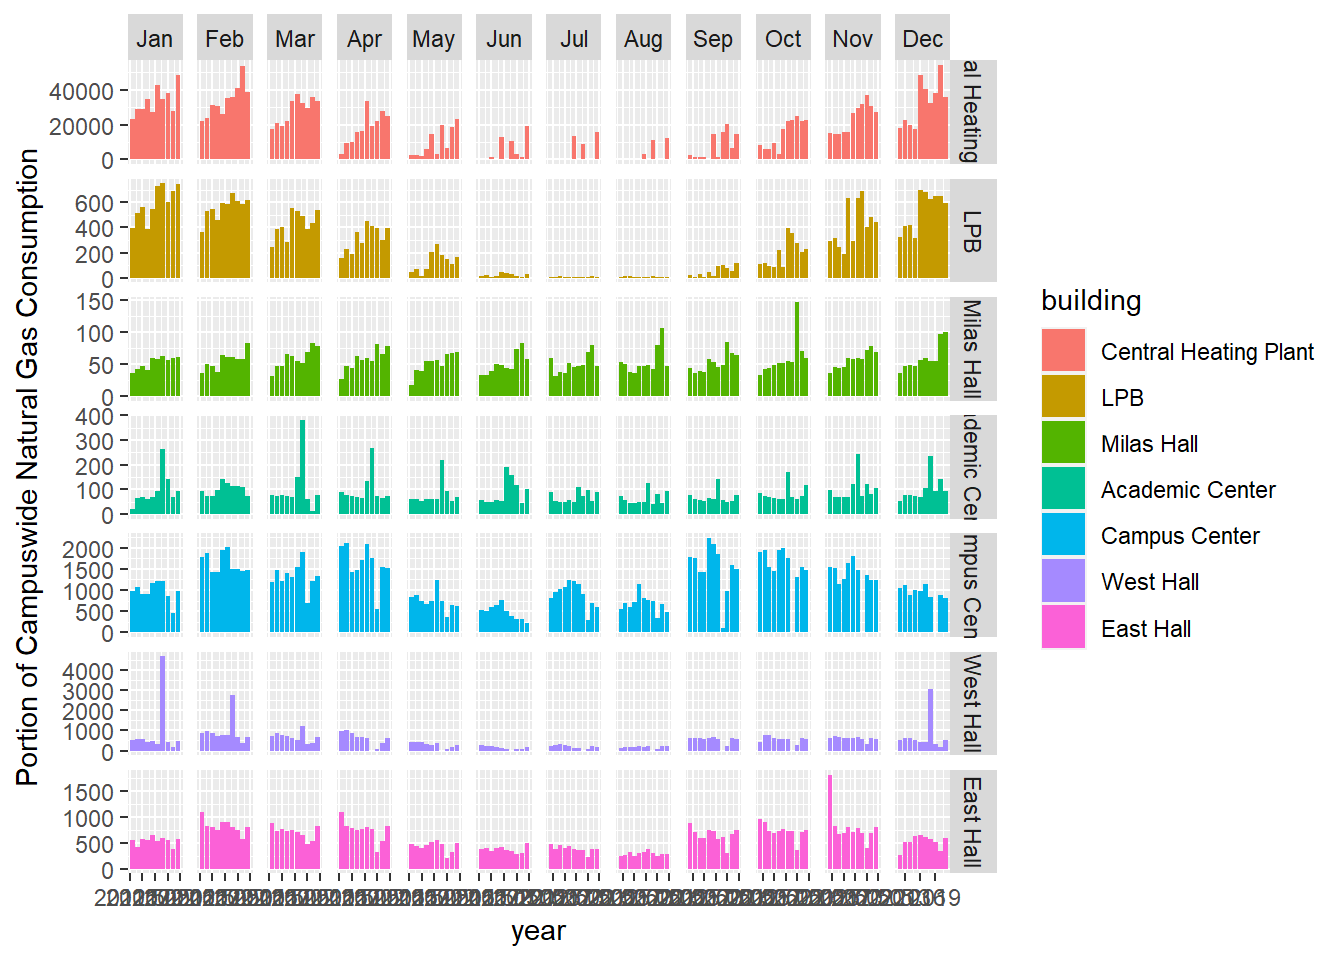 Jan Feb Mar Apr May Jun Jul Aug Sep Oct Nov Dec
Portion of Campuswide Natural Gas Consumption
40000
20000
0
al Heating
600
400
200
0
LPB
150
100
50
0
Milas Hall
400
300
200
100
0
demic Cen
2000
1500
1000
500
0
mpus Cen
4000
3000
2000
1000
0
West Hall
1500
1000
500
0
East Hall
year
building
Central Heating Plant
LPB
Milas Hall
Academic Center
Campus Center
West Hall
East Hall